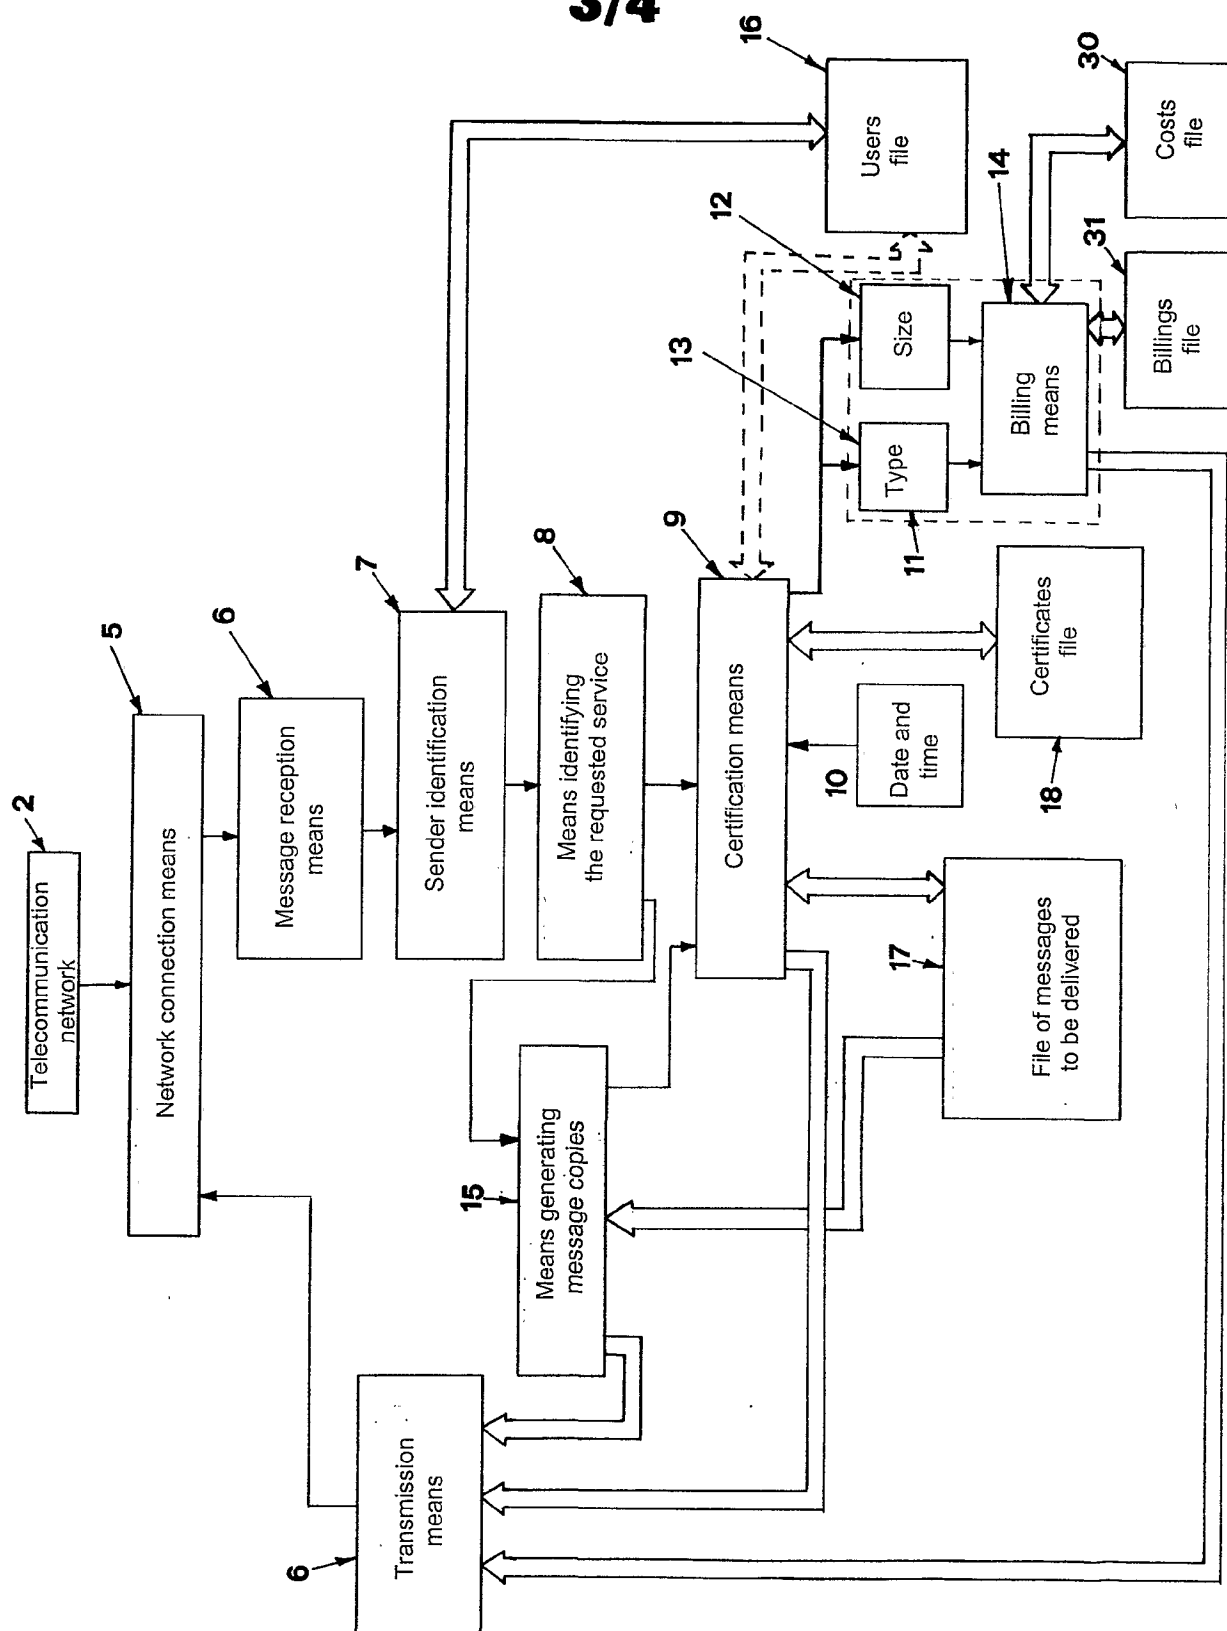 3/4
2
Telecommunication
network
5
Network connection means
6
Message reception
means
7
Sender identification
means
8
Means identifying
the requested service
9
Certification means
10
Date and
time
Certificates
file
18
16
Users
file
12
Size
13
Type
11
14
Billing
means
30
Costs
file
31
Billings
file
17
File of messages
to be delivered
15
Means generating
message copies
6
Transmission
means